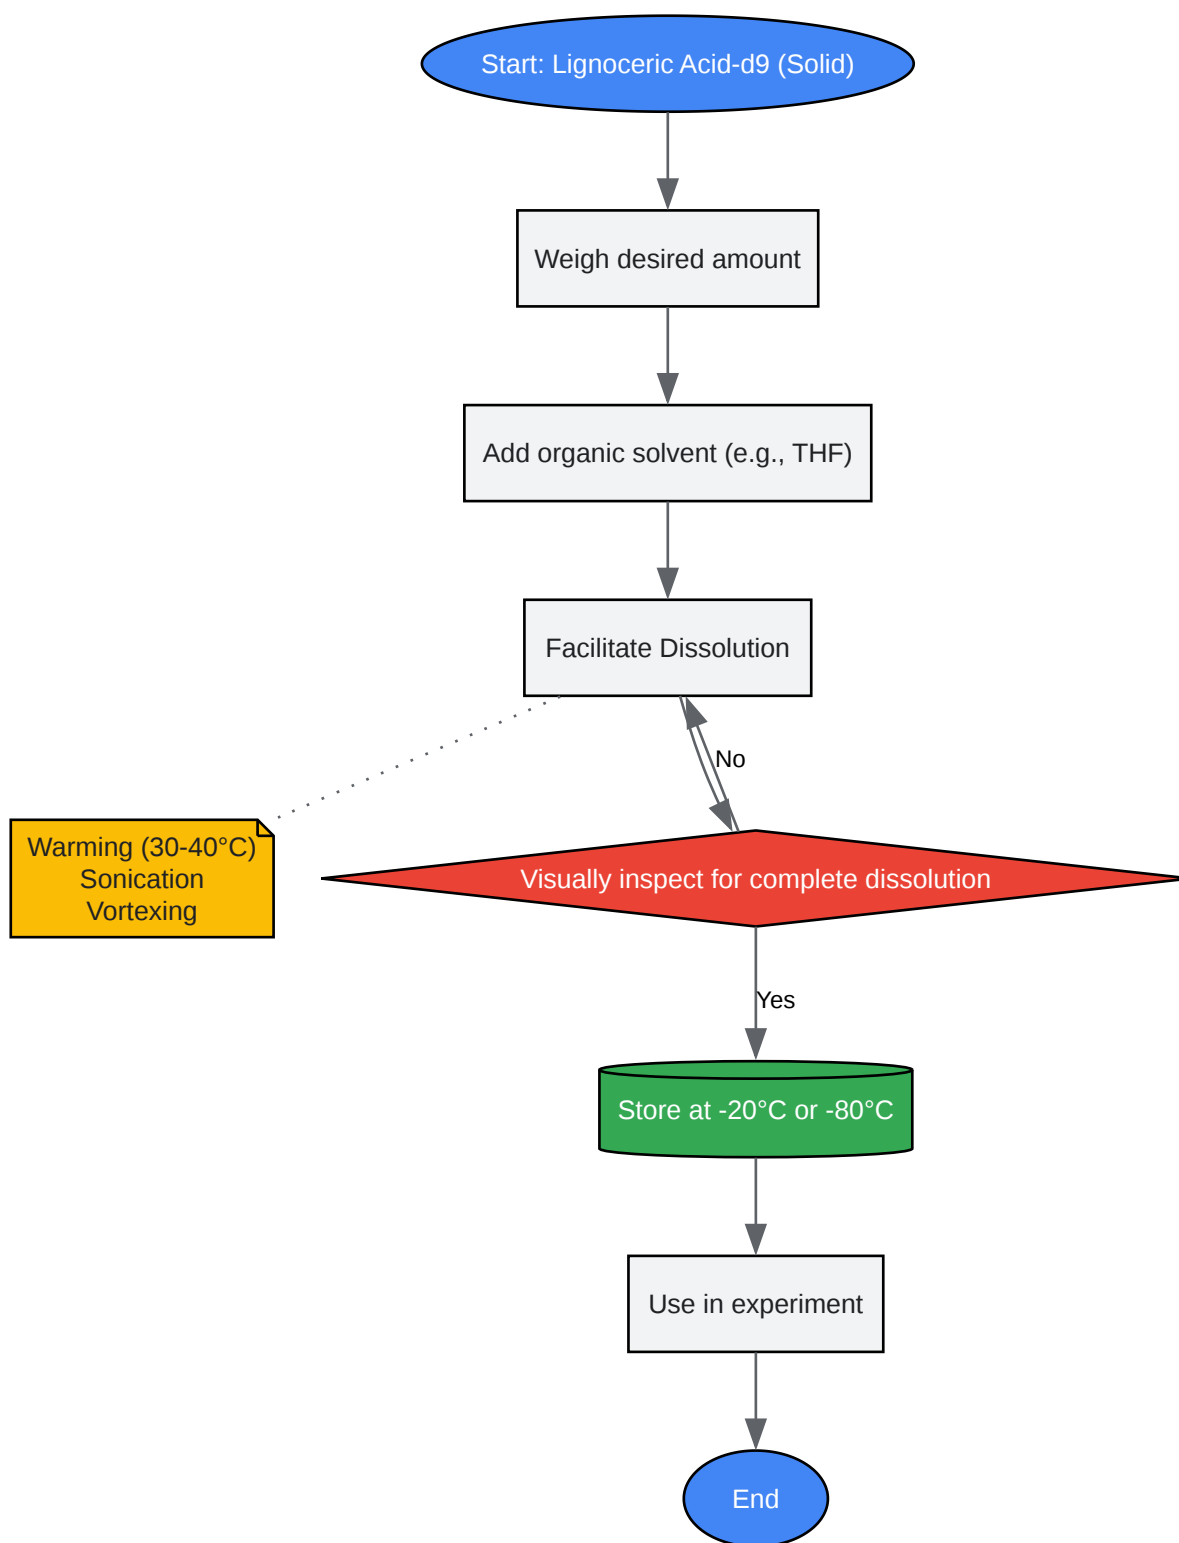 Start: Lignoceric Acid-d9 (Solid)
Weigh desired amount
Add organic solvent (e.g., THF)
Facilitate Dissolution
No
Warming (30-40°C)
Sonication
Vortexing
Visually inspect for complete dissolution
Yes
Store at -20°C or -80°C
Use in experiment
End